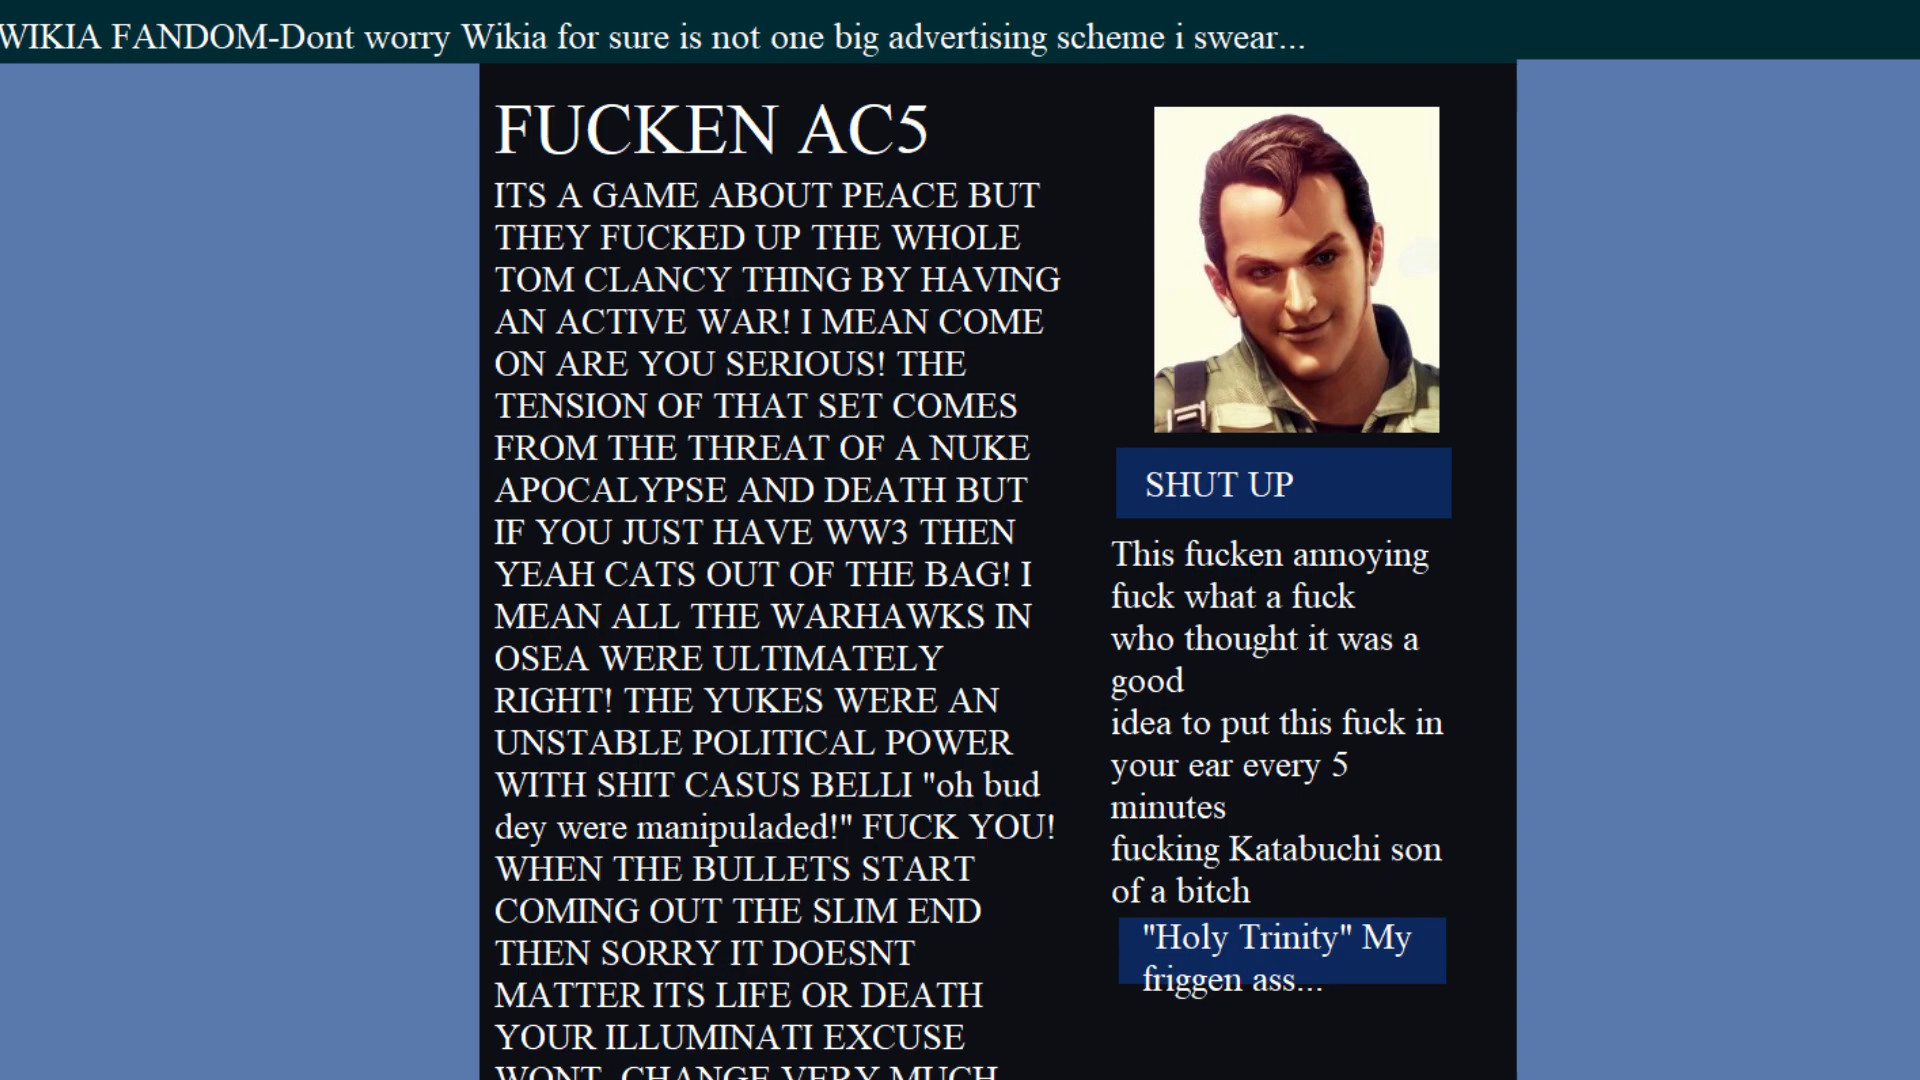 WIKIA FANDOM-Dont worry Wikia for sure is not one big advertising scheme i swear...
FUCKEN AC5
ITS A GAME ABOUT PEACE BUT
THEY FUCKED UP THE WHOLE
TOM CLANCY THING BY HAVING
AN ACTIVE WAR! I MEAN COME
ON ARE YOU SERIOUS! THE
TENSION OF THAT SET COMES
FROM THE THREAT OF A NUKE
APOCALYPSE AND DEATH BUT
IF YOU JUST HAVE WW3 THEN
YEAH CATS OUT OF THE BAG! I
MEAN ALL THE WARHAWKS IN
OSEA WERE ULTIMATELY
RIGHT! THE YUKES WERE AN
UNSTABLE POLITICAL POWER
WITH SHIT CASUS BELLI "oh bud
dey were manipuladed!" FUCK YOU!
WHEN THE BULLETS START
COMING OUT THE SLIM END
THEN SORRY IT DOESNT
MATTER ITS LIFE OR DEATH
YOUR ILLUMINATI EXCUSE
WONT CHANGE VERY MUCH
SHUT UP
This fucken annoying
fuck what a fuck
who thought it was a
good
idea to put this fuck in
your ear every 5
minutes
fucking Katabuchi son
of a bitch
"Holy Trinity" My
friggen ass...